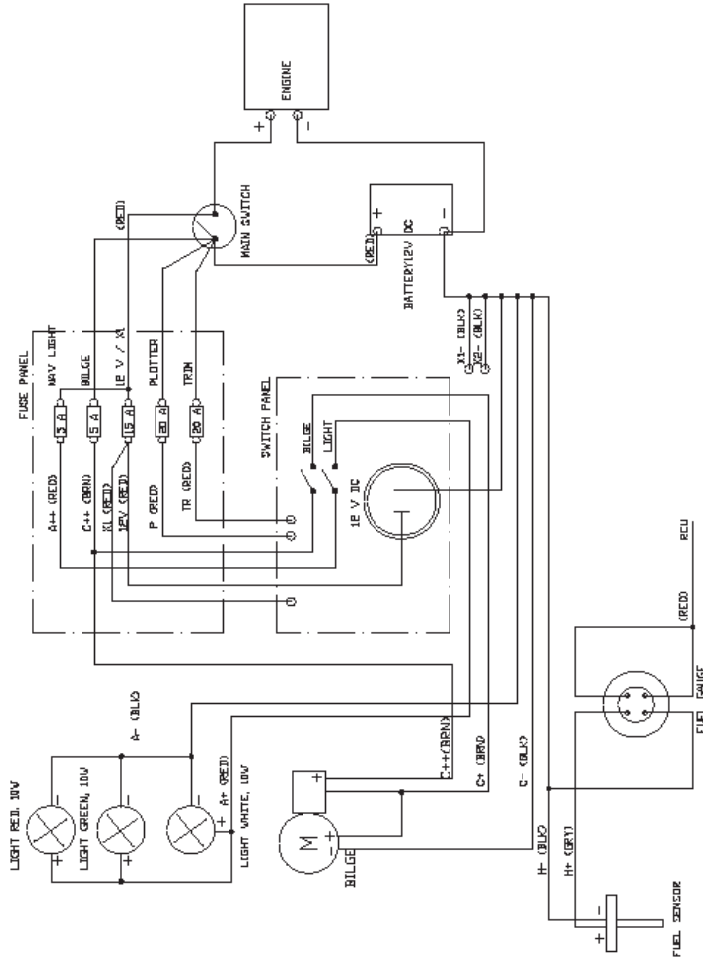 ENGINE
+
-
(RED)
MAIN SWITCH
+
-
(RED)
BATTERY12V DC
FUSE PANEL
NAV LIGHT
BILGE
12 V / X1
PLOTTER
TRIM
5 A
5 A
15 A
20 A
20 A
A++ (RED)
C++ (BRN)
X1 (RED)
12V (RED)
P (RED)
TR (RED)
SWITCH PANEL
BILGE
LIGHT
12 V DC
X1- (BLK)
X2- (BLK)
RCU
(RED)
FUEL GAUGE
A- (BLK)
LIGHT RED, 10W
+
-
LIGHT GREEN, 10W
+
-
+
-
A+ (RED)
LIGHT WHITE, 10W
C++(BRN)
C+ (BRN)
C- (BLK)
+
M
+
-
BILGE
H- (BLK)
H+ (GRY)
+
-
FUEL SENSOR